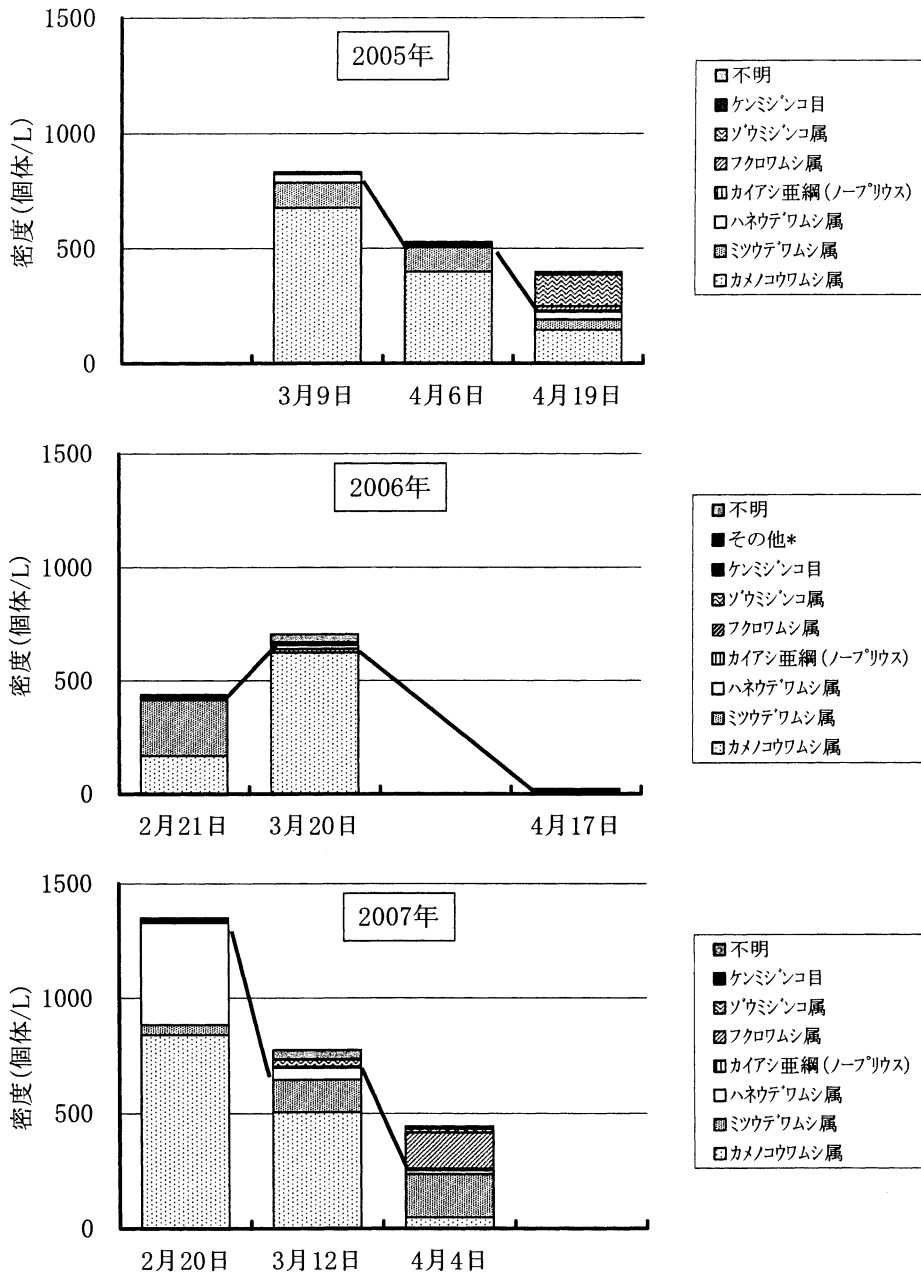 2005年
密度(個体/L)
1500
1000
500
0
3月9日 4月6日 4月19日
不明
ケンミジンコ目
ゾウミジンコ属
フクロワムシ属
カイアシ亜綱(ノープリウス)
ハネウデワムシ属
ミツウデワムシ属
カメノコウワムシ属
2006年
密度(個体/L)
1500
1000
500
0
2月21日 3月20日 4月17日
不明
その他*
ケンミジンコ目
ゾウミジンコ属
フクロワムシ属
カイアシ亜綱(ノープリウス)
ハネウデワムシ属
ミツウデワムシ属
カメノコウワムシ属
2007年
密度(個体/L)
1500
1000
500
0
2月20日 3月12日 4月4日
不明
ケンミジンコ目
ゾウミジンコ属
フクロワムシ属
カイアシ亜綱(ノープリウス)
ハネウデワムシ属
ミツウデワムシ属
カメノコウワムシ属